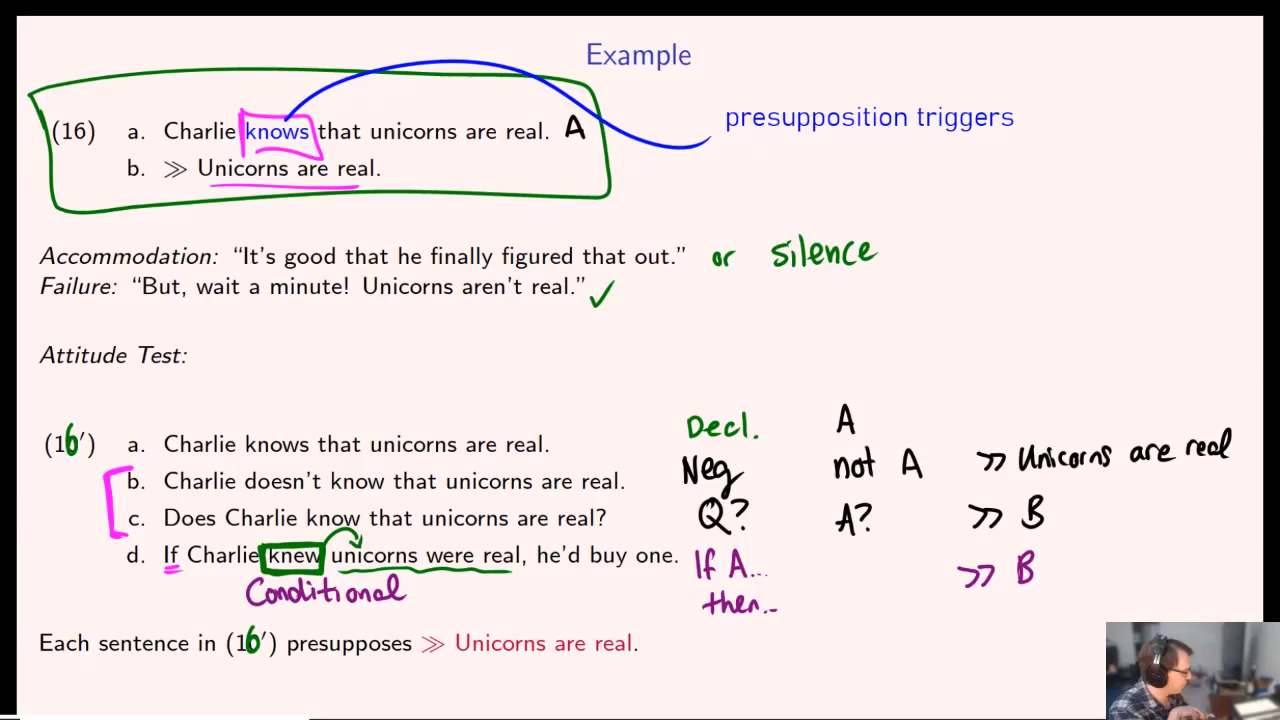 Example
(16) a. Charlie knows that unicorns are real. A
presupposition triggers
b. ≫ Unicorns are real.
Accommodation: “It’s good that he finally figured that out.” or silence
Failure: “But, wait a minute! Unicorns aren’t real.” ✓
Attitude Test:
(16′) a. Charlie knows that unicorns are real. Decl. A
b. Charlie doesn’t know that unicorns are real. Neg not A ≫ Unicorns are real
c. Does Charlie know that unicorns are real? Q? A? ≫ B
d. If Charlie knew unicorns were real, he’d buy one. If A... ≫ B
Conditional then..
Each sentence in (16′) presupposes ≫ Unicorns are real.